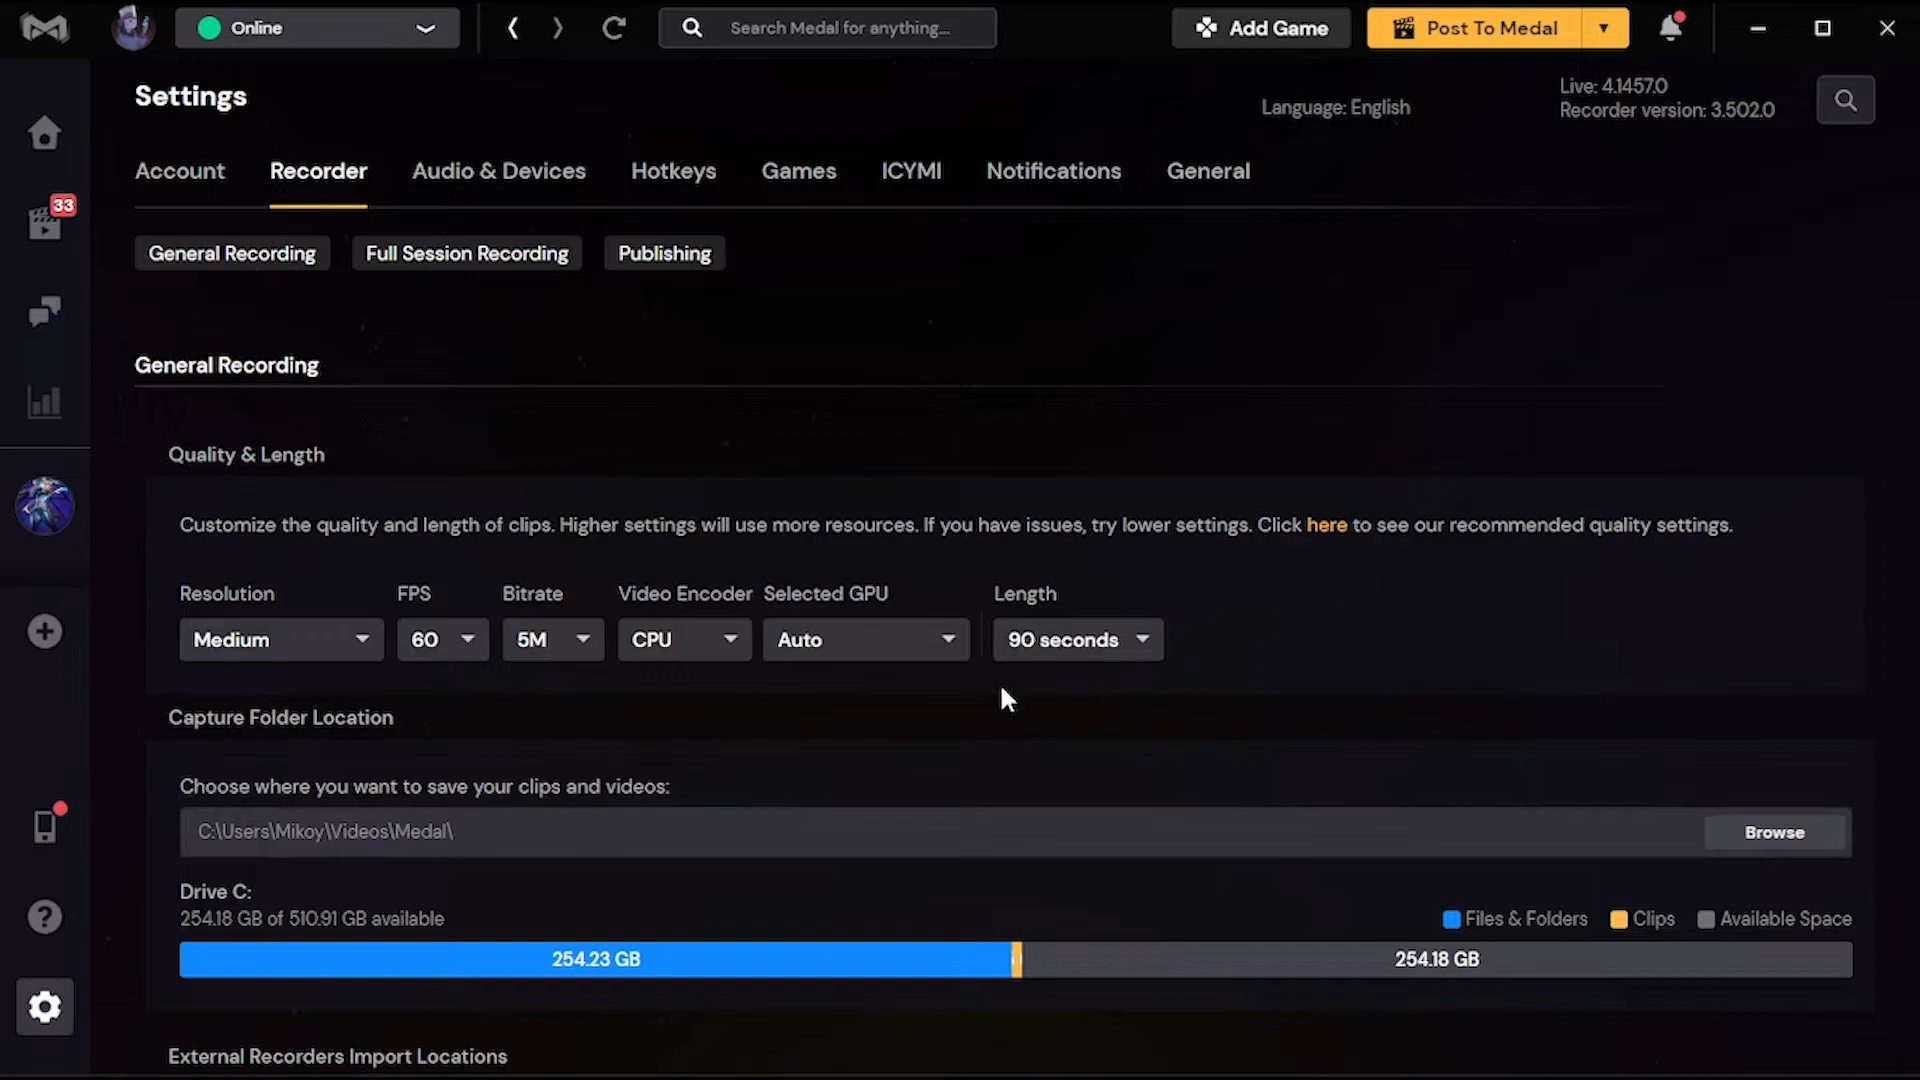 Online
Search Medal for anything...
Add Game
Post To Medal
Settings
Language: English
Live: 4.1457.0
Recorder version: 3.502.0
Account
Recorder
Audio & Devices
Hotkeys
Games
ICYMI
Notifications
General
33
General Recording
Full Session Recording
Publishing
General Recording
Quality & Length
Customize the quality and length of clips. Higher settings will use more resources. If you have issues, try lower settings. Click here to see our recommended quality settings.
Resolution
FPS
Bitrate
Video Encoder
Selected GPU
Length
Medium
60
5M
CPU
Auto
90 seconds
Capture Folder Location
Choose where you want to save your clips and videos:
C:\Users\Mikoy\Videos\Medal\
Browse
Drive C:
254.18 GB of 510.91 GB available
Files & Folders
Clips
Available Space
254.23 GB
254.18 GB
External Recorders Import Locations